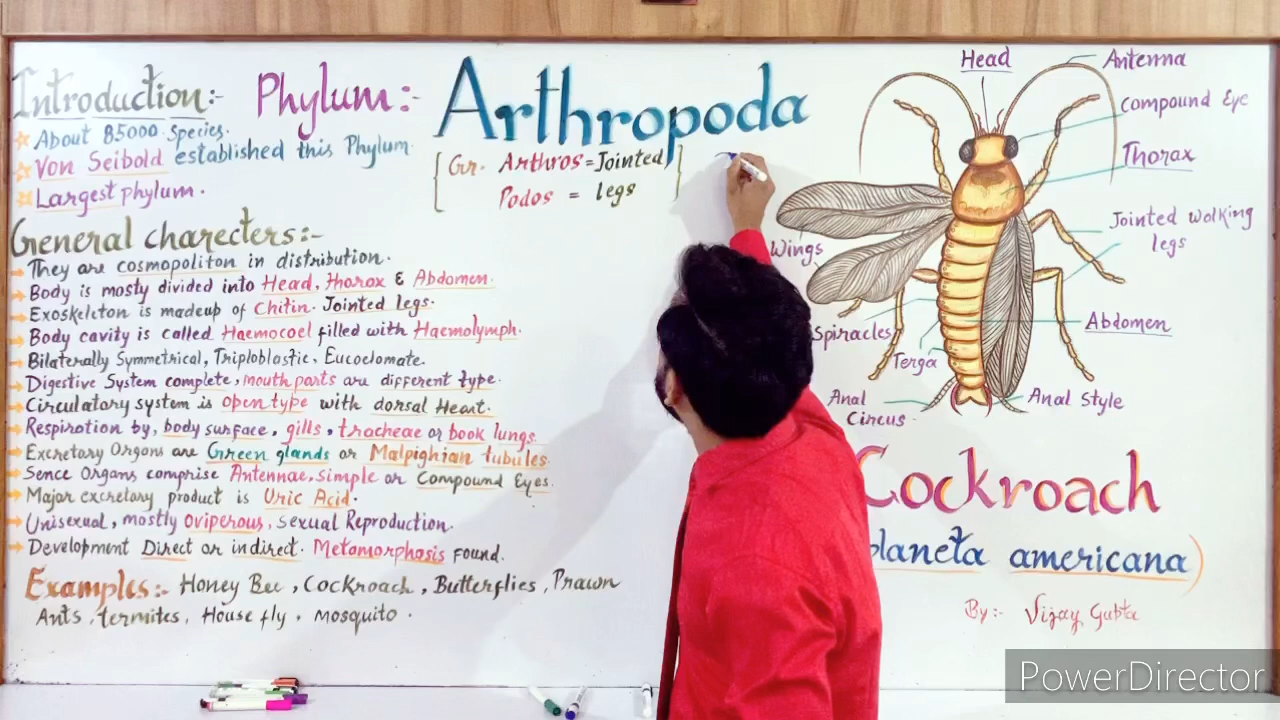 Introduction:-
About 85000 Species.
Von Seibold established this Phylum.
Largest phylum.
Phylum:- Arthropoda
[Gr. Arthros = Jointed
Podos = legs]
General charecters:-
They are cosmopoliton in distribution.
Body is mostly divided into Head, Thorax & Abdomen.
Exoskeleton is madeup of Chitin. Jointed legs.
Body cavity is called Haemocoel filled with Haemolymph.
Bilaterally Symmetrical, Triploblastic, Eucoelomate.
Digestive System complete, mouth parts are different type.
Circulatory system is open type with dorsal Heart.
Respiration by, body surface, gills, tracheae or book lungs.
Excretory Organs are Green glands or Malpighian tubules.
Sence Organs comprise Antennae, simple or Compound Eyes.
Major excretory product is Uric Acid.
Unisexual, mostly oviperous, sexual Reproduction.
Development Direct or indirect. Metamorphosis found.
Examples:- Honey Bee, Cockroach, Butterflies, Prawn
Ants, termites, House fly, mosquito.
Head
Antenna
Compound Eye
Thorax
Jointed walking
legs
Wings
Spiracles
Terga
Abdomen
Anal
Circus
Anal Style
Cockroach
planeta americana)
By:- Vijay Gupta
PowerDirector